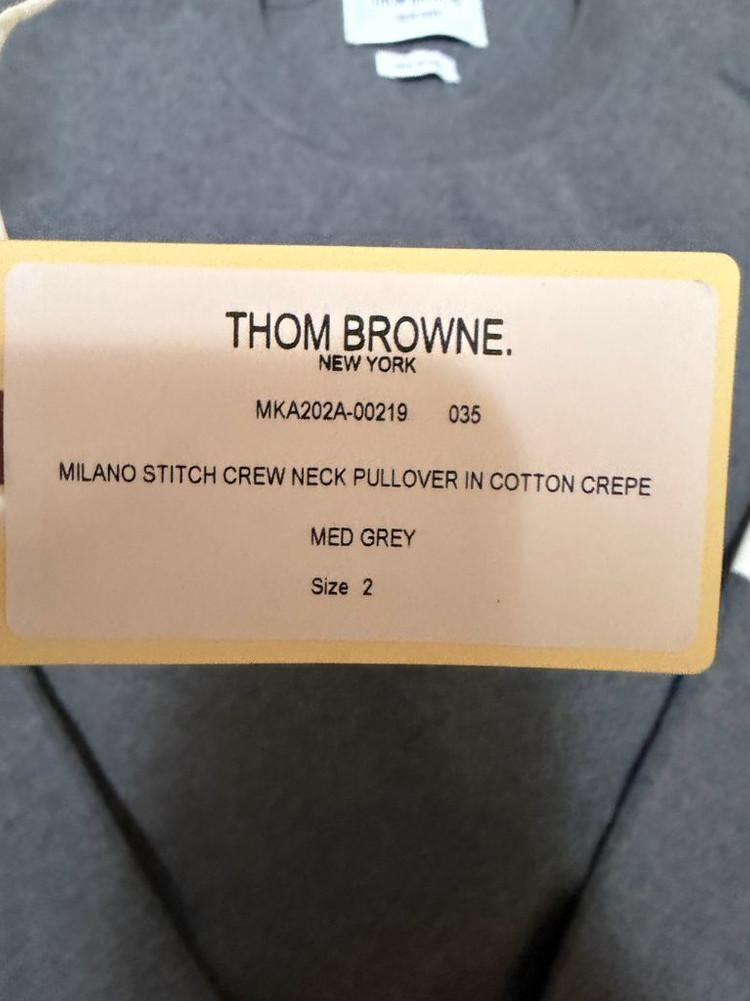 THOM BROWNE.
NEW YORK
MKA202A-00219 035
MILANO STITCH CREW NECK PULLOVER IN COTTON CREPE
MED GREY
Size 2